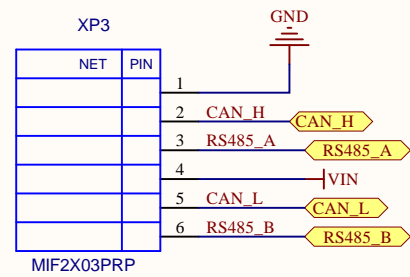 GND
XP3
NET PIN
1
2 CAN_H CAN_H
3 RS485_A RS485_A
4 VIN
5 CAN_L CAN_L
6 RS485_B RS485_B
MIF2X03PRP